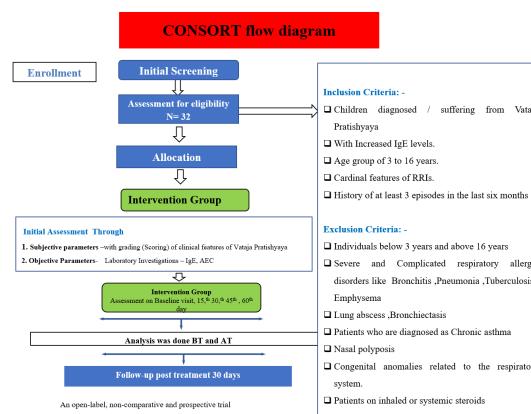 CONSORT flow diagram
Enrollment
Initial Screening
Assessment for eligibility
N= 32
Allocation
Intervention Group
Initial Assessment Through
1. Subjective parameters –with grading (Scoring) of clinical features of Vataja Pratishyaya
2. Objective Parameters- Laboratory Investigations – IgE, AEC
Intervention Group
Assessment on Baseline visit, 15,th 30,th 45th , 60th
day
Analysis was done BT and AT
Follow-up post treatment 30 days
An open-label, non-comparative and prospective trial
Inclusion Criteria: -
❑ Children diagnosed / suffering from Vataj
Pratishyaya
❑ With Increased IgE levels.
❑ Age group of 3 to 16 years.
❑ Cardinal features of RRIs.
❑ History of at least 3 episodes in the last six months
Exclusion Criteria: -
❑ Individuals below 3 years and above 16 years
❑ Severe and Complicated respiratory allerg
disorders like Bronchitis ,Pneumonia ,Tuberculosis
Emphysema
❑ Lung abscess ,Bronchiectasis
❑ Patients who are diagnosed as Chronic asthma
❑ Nasal polyposis
❑ Congenital anomalies related to the respirato
system.
❑ Patients on inhaled or systemic steroids